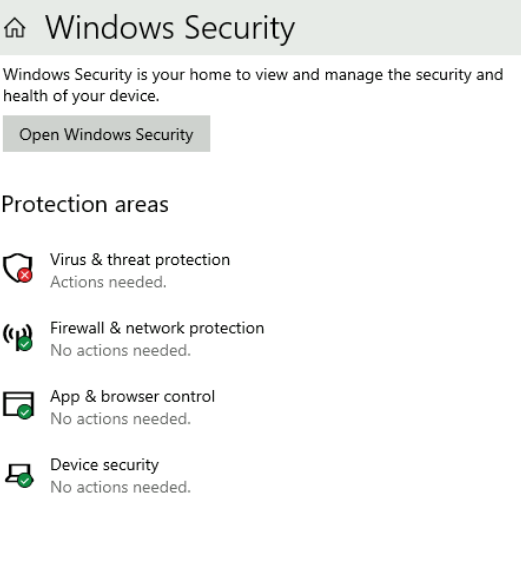 Windows Security
Windows Security is your home to view and manage the security and
health of your device.
Open Windows Security
Protection areas
Virus & threat protection
Actions needed.
Firewall & network protection
No actions needed.
App & browser control
No actions needed.
Device security
No actions needed.